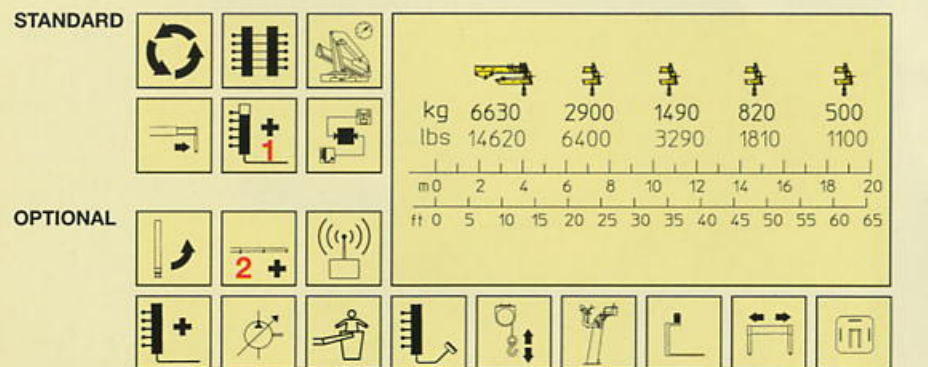 STANDARD
1
kg 6630 2900 1490 820 500
lbs 14620 6400 3290 1810 1100
m 0 2 4 6 8 10 12 14 16 18 20
OPTIONAL
ft 0 5 10 15 20 25 30 35 40 45 50 55 60 65
2